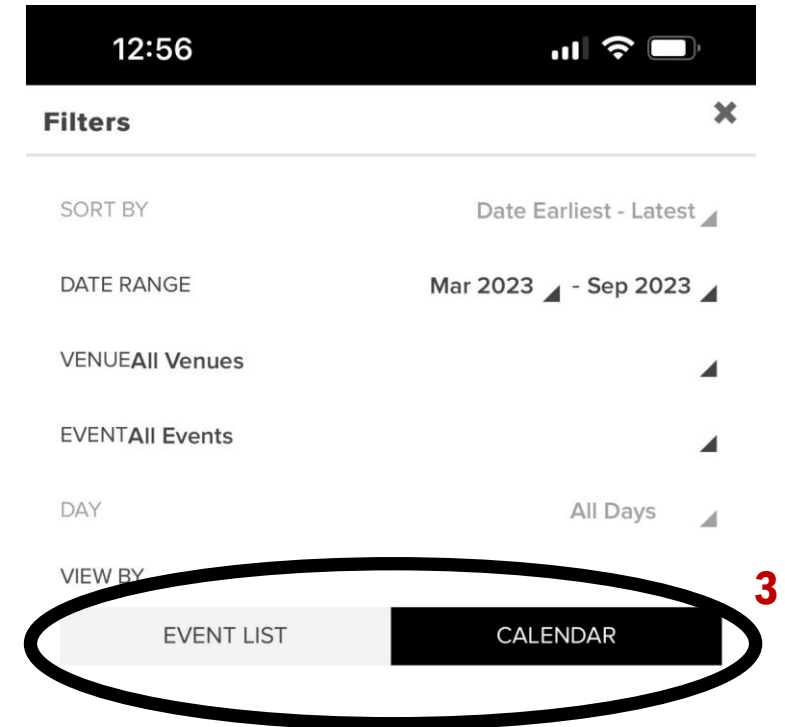 12:56
Filters
SORT BY Date Earliest - Latest
DATE RANGE Mar 2023 - Sep 2023
VENUEAll Venues
EVENTAll Events
DAY All Days
VIEW BY
3
EVENT LIST CALENDAR